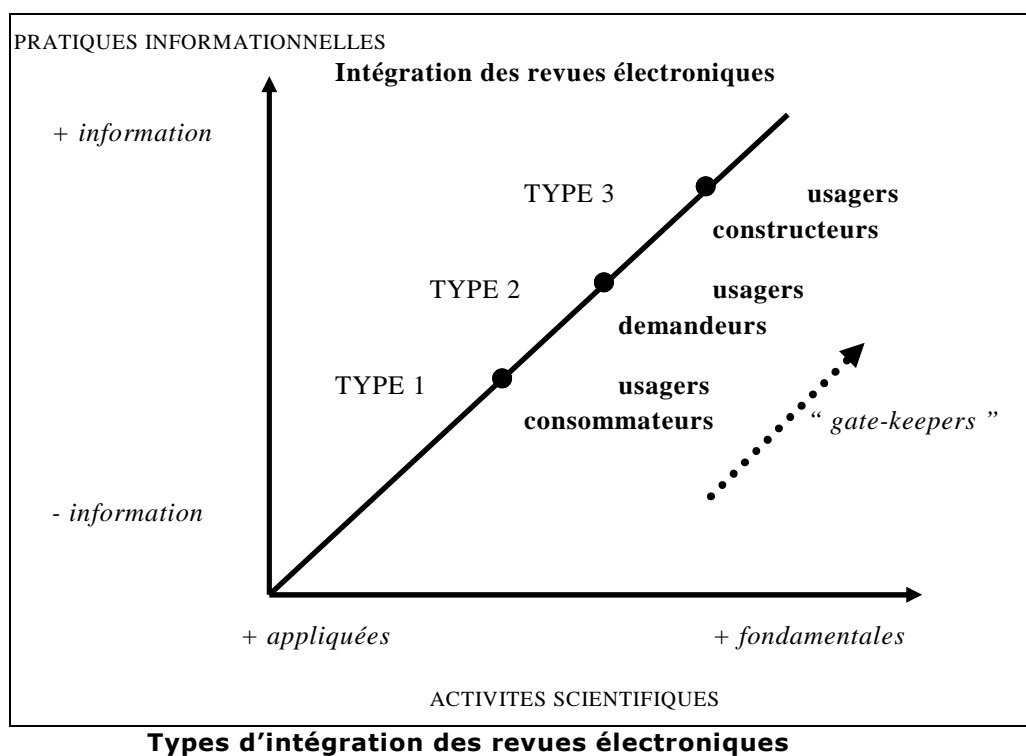 PRATIQUES INFORMATIONNELLES
Intégration des revues électroniques
+ information
TYPE 3
usagers
constructeurs
TYPE 2
usagers
demandeurs
TYPE 1
usagers
consommateurs
“ gate-keepers ”
- information
+ appliquées
+ fondamentales
ACTIVITES SCIENTIFIQUES
Types d’intégration des revues électroniques